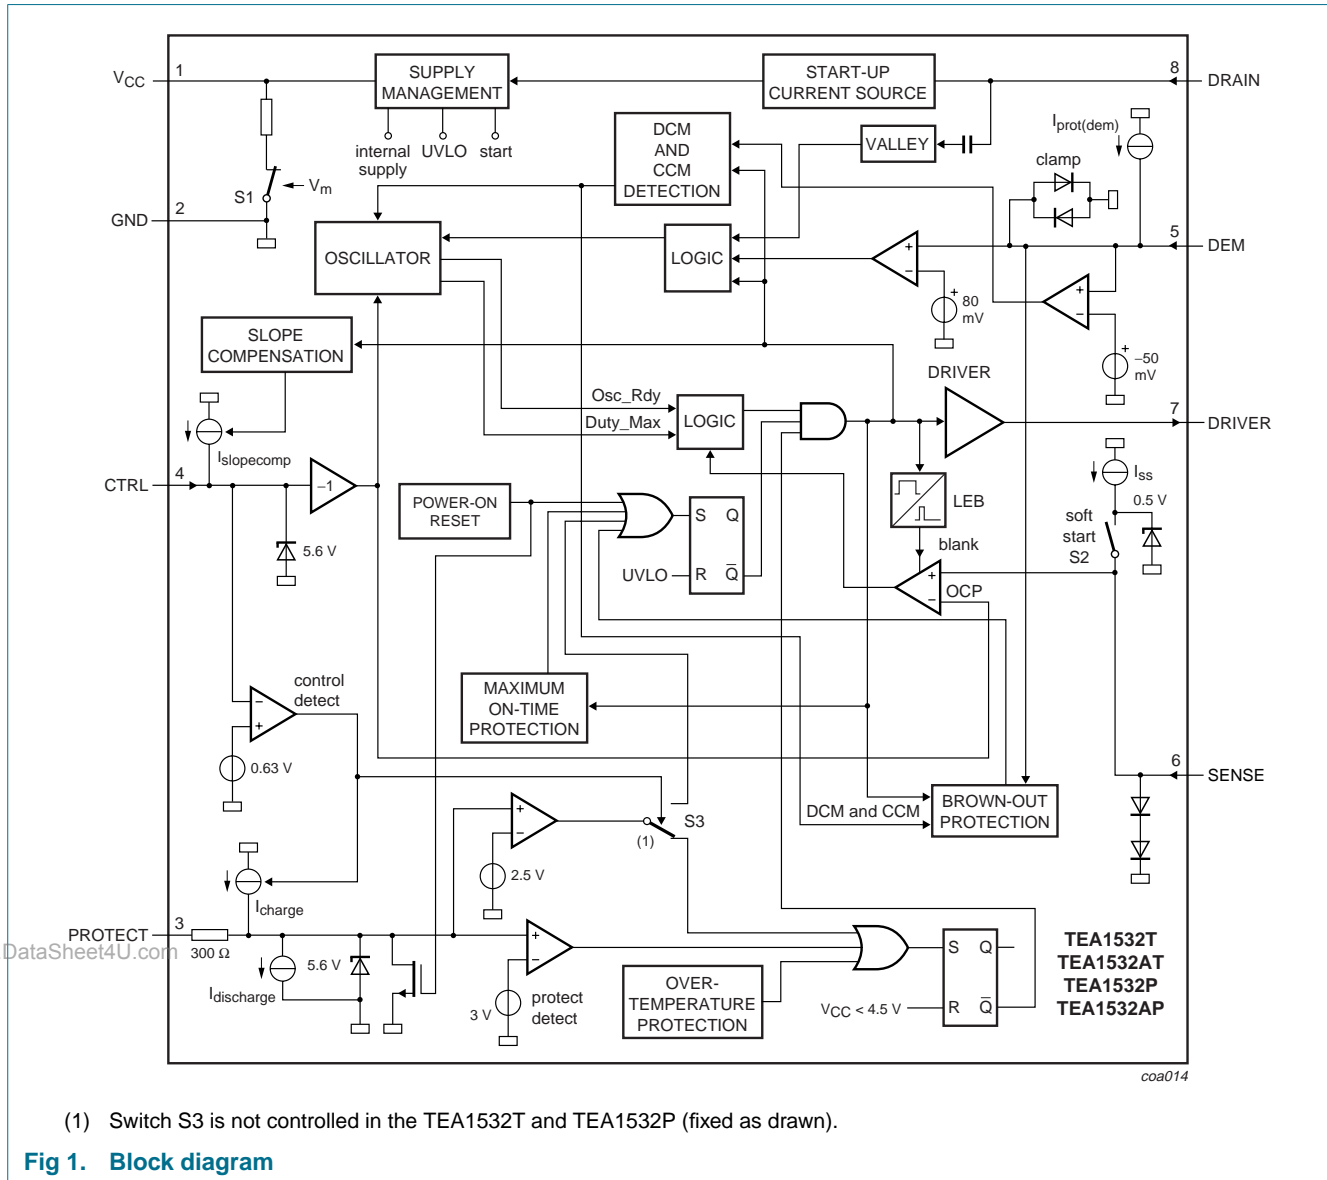 VCC
1
SUPPLY
MANAGEMENT
START-UP
CURRENT SOURCE
8
DRAIN
internal
supply
UVLO
start
DCM
AND
CCM
DETECTION
VALLEY
Iprot(dem)
clamp
S1
Vm
2
GND
OSCILLATOR
LOGIC
+
−
80
mV
+
5
DEM
+
−
+
−50
mV
SLOPE
COMPENSATION
DRIVER
Osc_Rdy
Duty_Max
LOGIC
7
DRIVER
Islopecomp
4
CTRL
−1
5.6 V
POWER-ON
RESET
S
Q
UVLO
R
Q
LEB
blank
+
−
OCP
Iss
0.5 V
soft
start
S2
control
detect
−
+
0.63 V
MAXIMUM
ON-TIME
PROTECTION
6
SENSE
DCM and CCM
BROWN-OUT
PROTECTION
+
−
2.5 V
S3
(1)
Icharge
3
PROTECT
300 Ω
DataSheet4U.com
Idischarge
5.6 V
+
−
3 V
protect
detect
OVER-
TEMPERATURE
PROTECTION
VCC < 4.5 V
S
Q
R
Q
TEA1532T
TEA1532AT
TEA1532P
TEA1532AP
coa014
(1) Switch S3 is not controlled in the TEA1532T and TEA1532P (fixed as drawn).
Fig 1. Block diagram